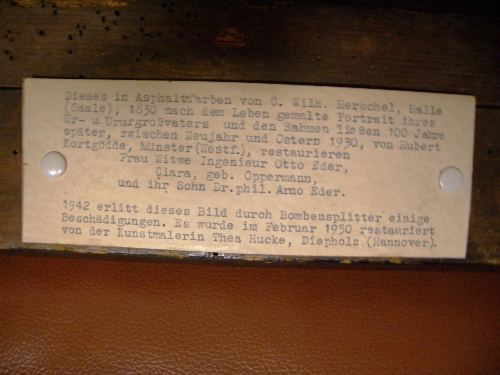 Dieses in Asphaltfarben von C. Wilh. Herschel, Halle
(Saale), 1830 nach dem Leben gemalte Portrait ihres
Ur- u.Ururgroßvaters und den Rahmen ließen 100 Jahre
später, zwischen Neujahr und Ostern 1930, von Hubert
Kortgödde, Münster(Westf.), restaurieren
Frau Witwe Ingenieur Otto Eder,
Clara, geb. Oppermann,
und ihr Sohn Dr.phil. Arno Eder.
1942 erlitt dieses Bild durch Bombensplitter einige
Beschädigungen. Es wurde im Februar 1950 restauriert
von der Kunstmalerin Thea Hucke, Diepholz (Hannover).